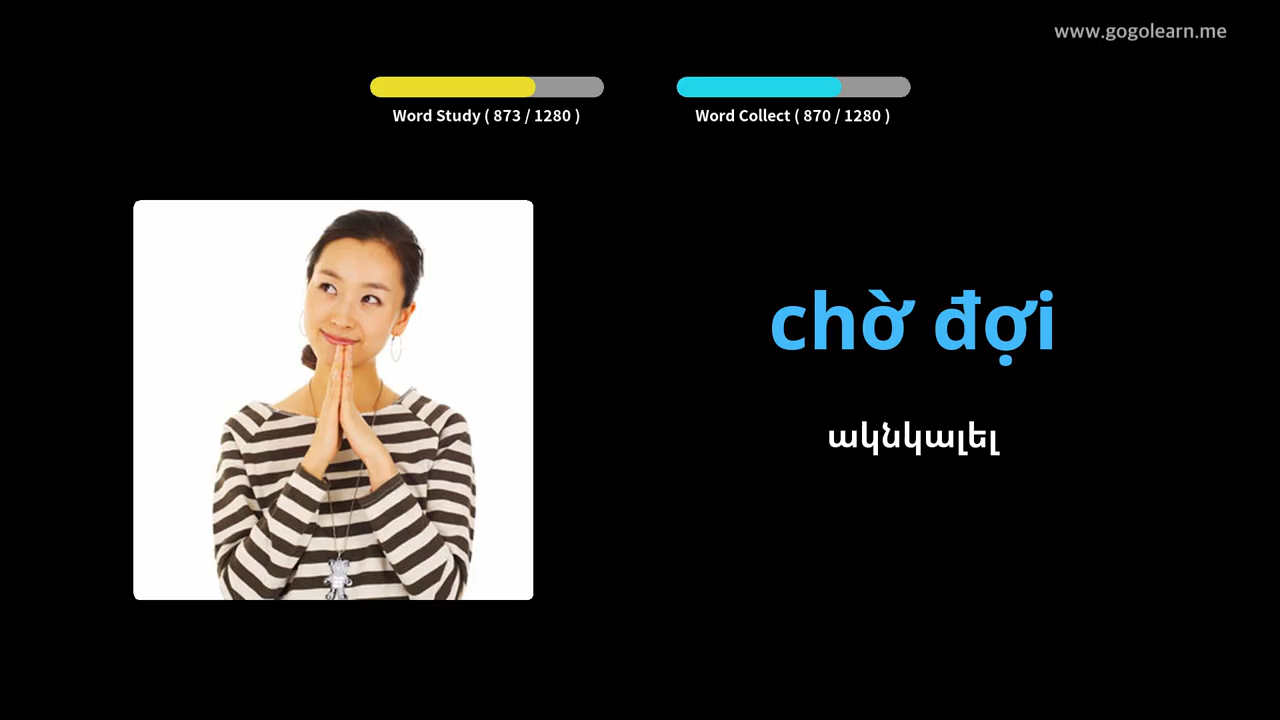 www.gogolearn.me
Word Study ( 873 / 1280 )
Word Collect ( 870 / 1280 )
chờ đợi
ակնկալել